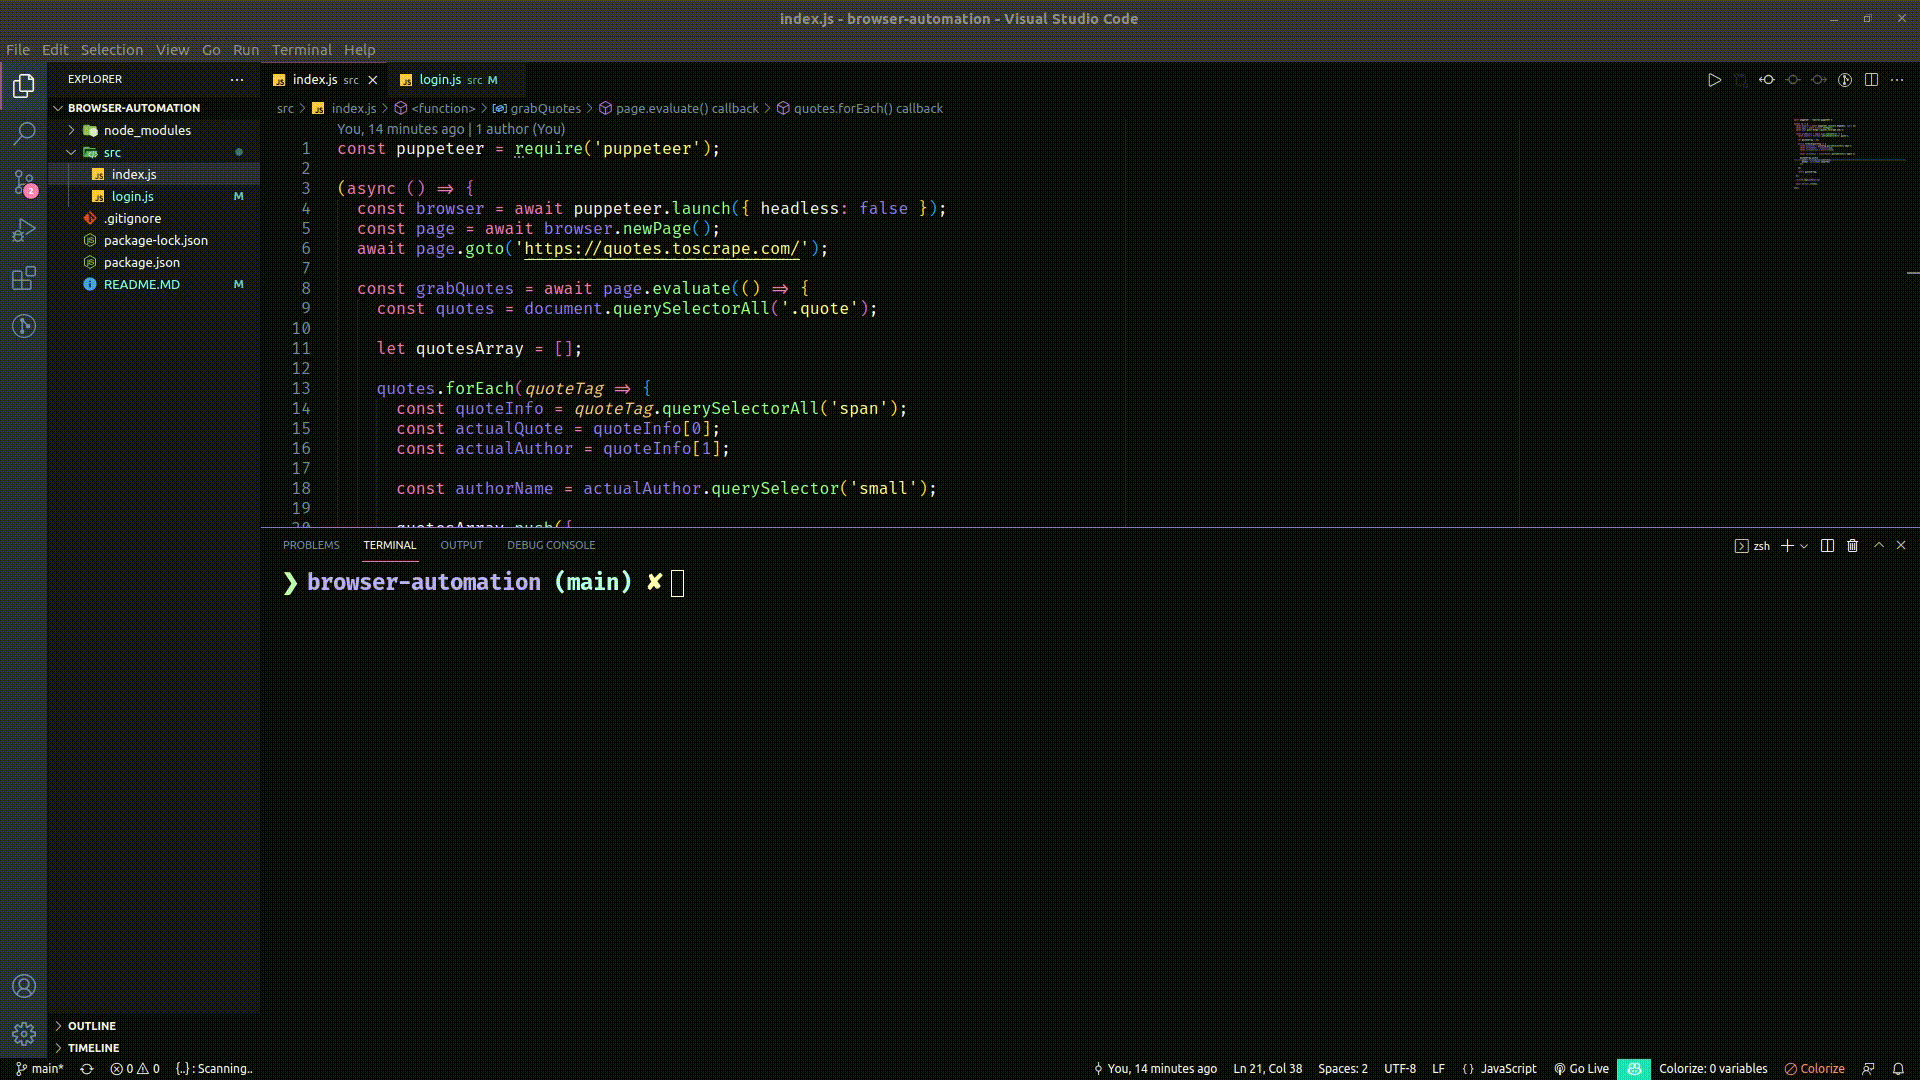 index.js - browser-automation - Visual Studio Code
File Edit Selection View Go Run Terminal Help
EXPLORER
BROWSER-AUTOMATION
node_modules
src
index.js
login.js M
.gitignore
package-lock.json
package.json
README.MD M
OUTLINE
TIMELINE
2
index.js src
login.js src M
src > index.js > <function> > grabQuotes > page.evaluate() callback > quotes.forEach() callback
You, 14 minutes ago | 1 author (You)
1 const puppeteer = require('puppeteer');
2
3 (async () => {
4 const browser = await puppeteer.launch({ headless: false });
5 const page = await browser.newPage();
6 await page.goto('https://quotes.toscrape.com/');
7
8 const grabQuotes = await page.evaluate(() => {
9 const quotes = document.querySelectorAll('.quote');
10
11 let quotesArray = [];
12
13 quotes.forEach(quoteTag => {
14 const quoteInfo = quoteTag.querySelectorAll('span');
15 const actualQuote = quoteInfo[0];
16 const actualAuthor = quoteInfo[1];
17
18 const authorName = actualAuthor.querySelector('small');
19
20 quotesArray.push({
PROBLEMS TERMINAL OUTPUT DEBUG CONSOLE
zsh
❯ browser-automation (main) ✘
main* 0 0 {..} : Scanning..
You, 14 minutes ago Ln 21, Col 38 Spaces: 2 UTF-8 LF {} JavaScript Go Live Colorize: 0 variables Colorize